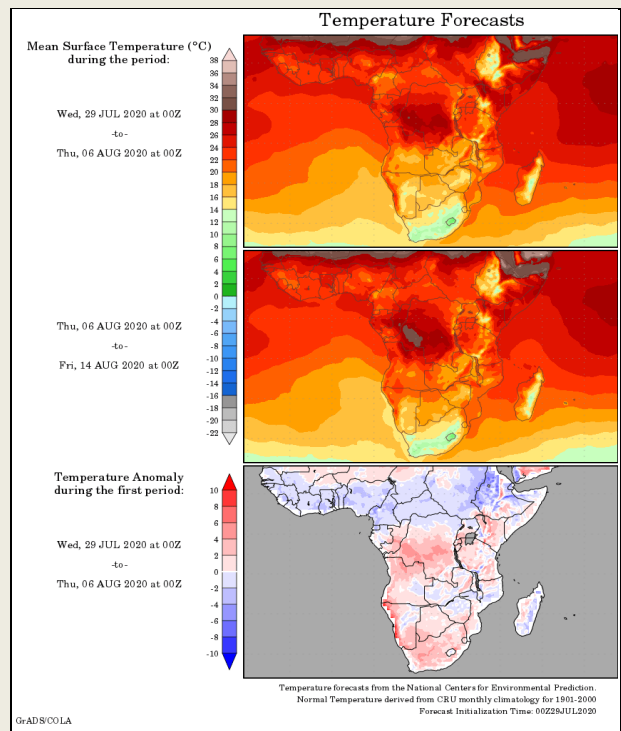 Temperature Forecasts
Mean Surface Temperature (°C)
during the period:
Wed, 29 JUL 2020 at 00Z
-to-
Thu, 06 AUG 2020 at 00Z
38
36
34
32
30
28
26
24
22
20
18
16
14
12
10
8
6
4
2
0
-2
-4
-6
-8
-10
-12
-14
-16
-18
-20
-22
Thu, 06 AUG 2020 at 00Z
-to-
Fri, 14 AUG 2020 at 00Z
Temperature Anomaly
during the first period:
Wed, 29 JUL 2020 at 00Z
-to-
Thu, 06 AUG 2020 at 00Z
10
8
6
4
2
0
-2
-4
-6
-8
-10
Temperature forecasts from the National Centers for Environmental Prediction.
Normal Temperature derived from CRU monthly climatology for 1901-2000
Forecast Initialization Time: 00Z29JUL2020
GrADS/COLA